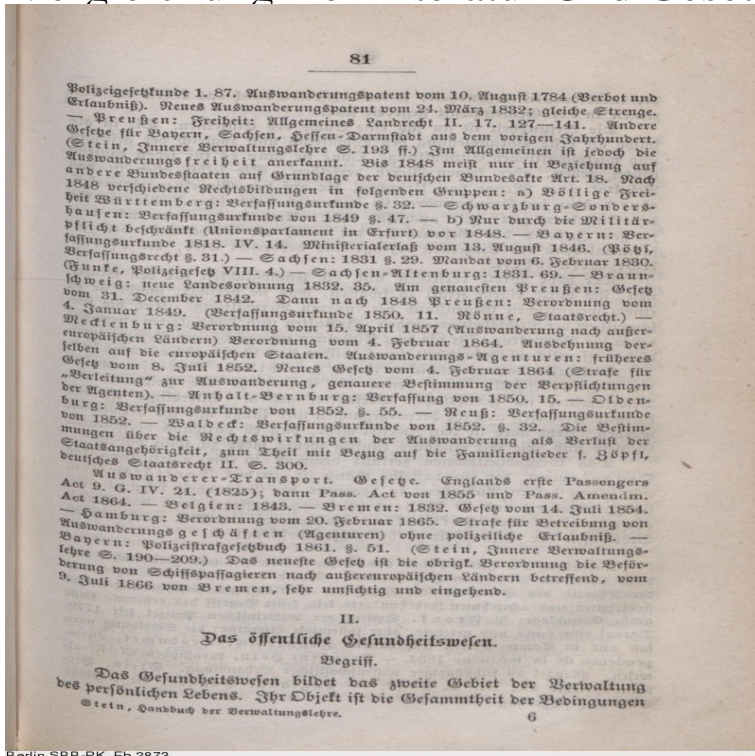 81
Polizeigesetzkunde 1. 87. Auswanderungspatent vom 10. August 1784 (Verbot und
Erlaubniß). Neues Auswanderungspatent vom 24. März 1832; gleiche Strenge.
— Preußen: Freiheit: Allgemeines Landrecht II. 17. 127—141. Andere
Gesetze für Bayern, Sachsen, Hessen-Darmstadt aus dem vorigen Jahrhundert.
(Stein, Innere Verwaltungslehre S. 193 ff.) Im Allgemeinen ist jedoch die
Auswanderungsfreiheit anerkannt. Bis 1848 meist nur in Beziehung auf
andere Bundesstaaten auf Grundlage der deutschen Bundesakte Art. 18. Nach
1848 verschiedene Rechtsbildungen in folgenden Gruppen: a) Völlige Frei-
heit Württemberg: Verfassungsurkunde §. 32. — Schwarzburg-Sonders-
hausen: Verfassungsurkunde von 1849 §. 47. — b) Nur durch die Militär-
pflicht beschränkt (Unionsparlament in Erfurt) vor 1848. — Bayern: Ver-
fassungsurkunde 1818. IV. 14. Ministerialerlaß vom 13. August 1846. (Pözl,
Verfassungsrecht §. 31.) — Sachsen: 1831 §. 29. Mandat vom 6. Februar 1830.
(Funke, Polizeigesetz VIII. 4.) — Sachsen-Altenburg: 1831. 69. — Braun-
schweig: neue Landesordnung 1832. 35. Am genauesten Preußen: Gesetz
vom 31. December 1842. Dann nach 1848 Preußen: Verordnung vom
4. Januar 1849. (Verfassungsurkunde 1850. 11. Rönne, Staatsrecht.) —
Mecklenburg: Verordnung vom 15. April 1857 (Auswanderung nach außer-
europäischen Ländern) Verordnung vom 4. Februar 1864. Ausdehnung der-
selben auf die europäischen Staaten. Auswanderungs-Agenturen: früheres
Gesetz vom 8. Juli 1852. Neues Gesetz vom 4. Februar 1864 (Strafe für
„Verleitung“ zur Auswanderung, genauere Bestimmung der Verpflichtungen
der Agenten). — Anhalt-Bernburg: Verfassung von 1850. 15. — Olden-
burg: Verfassungsurkunde von 1852. §. 55. — Reuß: Verfassungsurkunde
von 1852. — Waldeck: Verfassungsurkunde von 1852. §. 32. Die Bestim-
mungen über die Rechtswirkungen der Auswanderung als Verlust der
Staatsangehörigkeit, zum Theil mit Bezug auf die Familienglieder s. Zöpfl,
deutsches Staatsrecht II. S. 300.
Auswanderer-Transport. Gesetze. Englands erste Passengers
Act 9. G. IV. 21. (1825); dann Pass. Act von 1855 und Pass. Amendm.
Act 1864. — Belgien: 1843. — Bremen: 1832. Gesetz vom 14. Juli 1854.
— Hamburg: Verordnung vom 20. Februar 1865. Strafe für Betreibung von
Auswanderungsgeschäften (Agenturen) ohne polizeiliche Erlaubniß. —
Bayern: Polizeistrafgesetzbuch 1861. §. 51. (Stein, Innere Verwaltungs-
lehre S. 190—209.) Das neueste Gesetz ist die obrigk. Verordnung die Beför-
derung von Schiffspassagieren nach außereuropäischen Ländern betreffend, vom
9. Juli 1866 von Bremen, sehr umsichtig und eingehend.
II.
Das öffentliche Gesundheitswesen.
Begriff.
Das Gesundheitswesen bildet das zweite Gebiet der Verwaltung
des persönlichen Lebens. Ihr Objekt ist die Gesammtheit der Bedingungen
Stein, Handbuch der Verwaltungslehre.
6